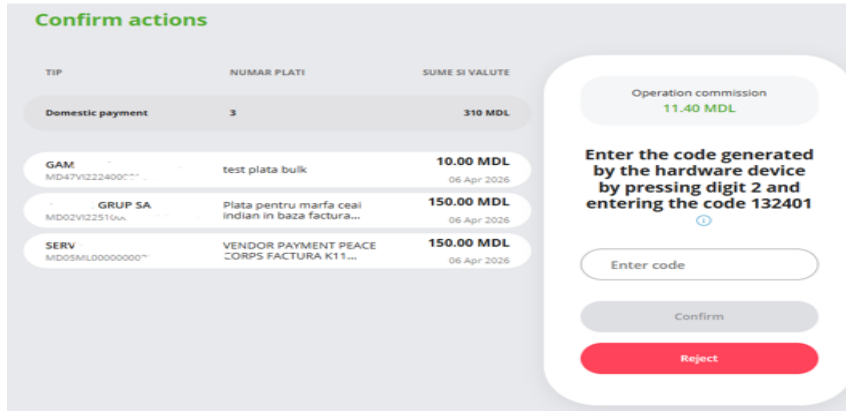 Confirm actions
TIP NUMAR PLATI SUME SI VALUTE
Domestic payment 3 310 MDL
GAM test plata bulk 10.00 MDL
06 Apr 2026
GRUP SA Plata pentru marfa ceai 150.00 MDL
indian in baza factura... 06 Apr 2026
SERV VENDOR PAYMENT PEACE 150.00 MDL
CORPS FACTURA K11... 06 Apr 2026
Operation commission
11.40 MDL
Enter the code generated
by the hardware device
by pressing digit 2 and
entering the code 132401
Enter code
Confirm
Reject